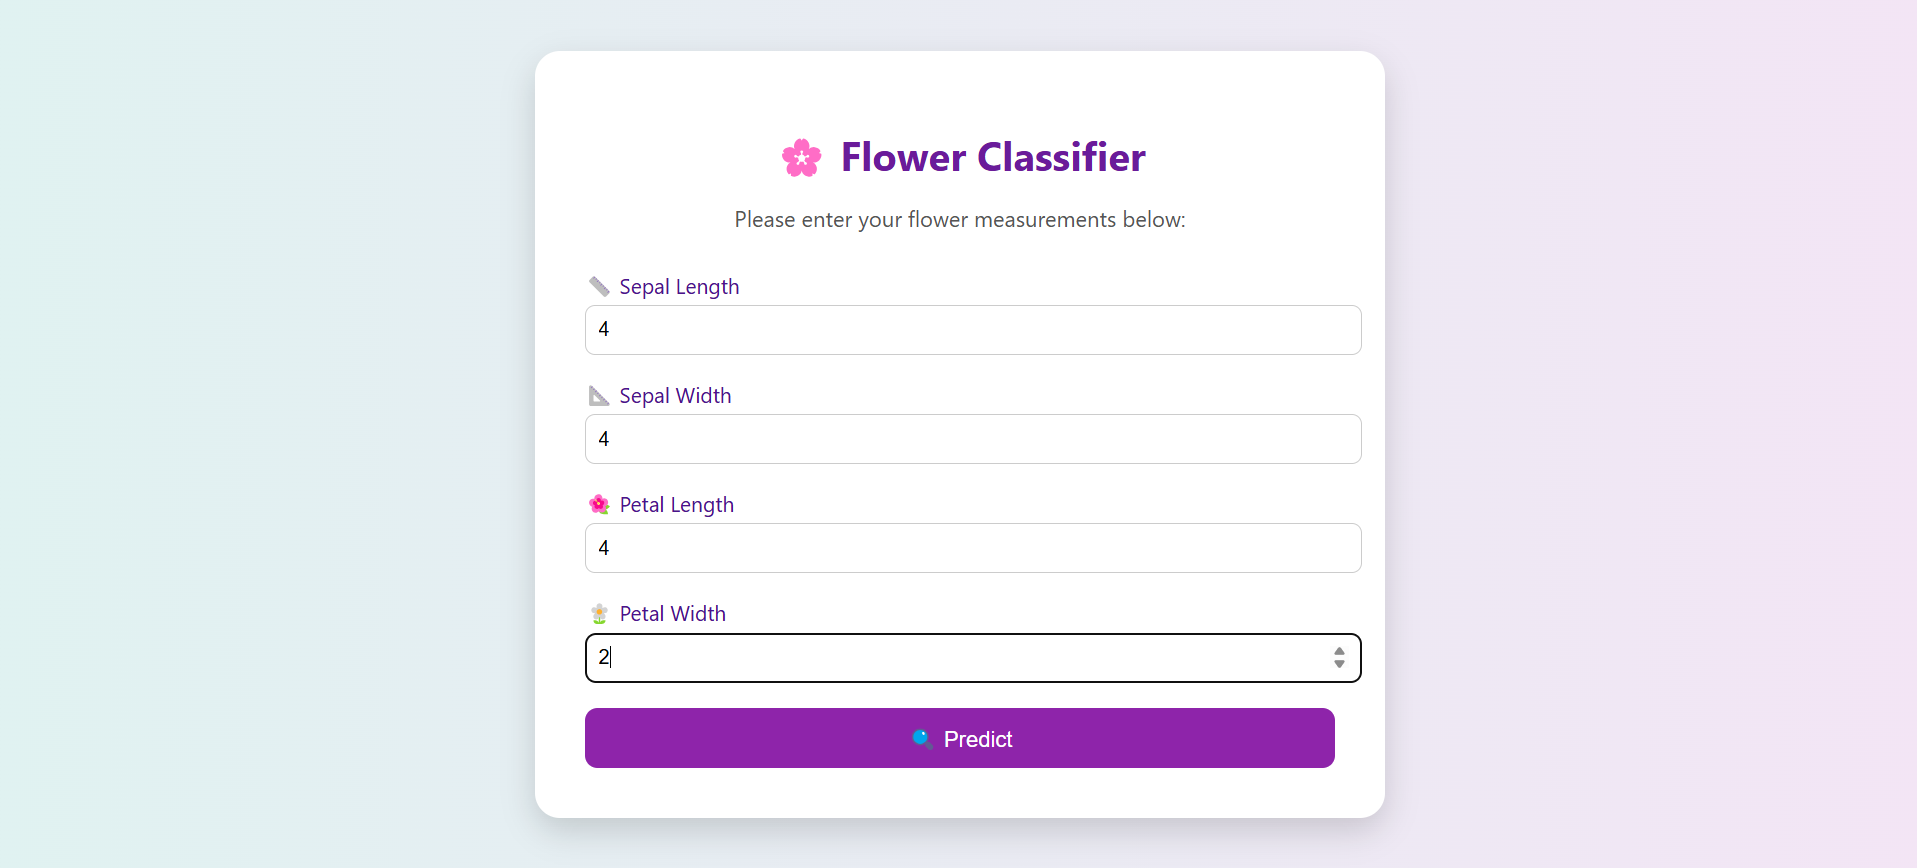 Flower Classifier
Please enter your flower measurements below:
Sepal Length
4
Sepal Width
4
Petal Length
4
Petal Width
2
Predict